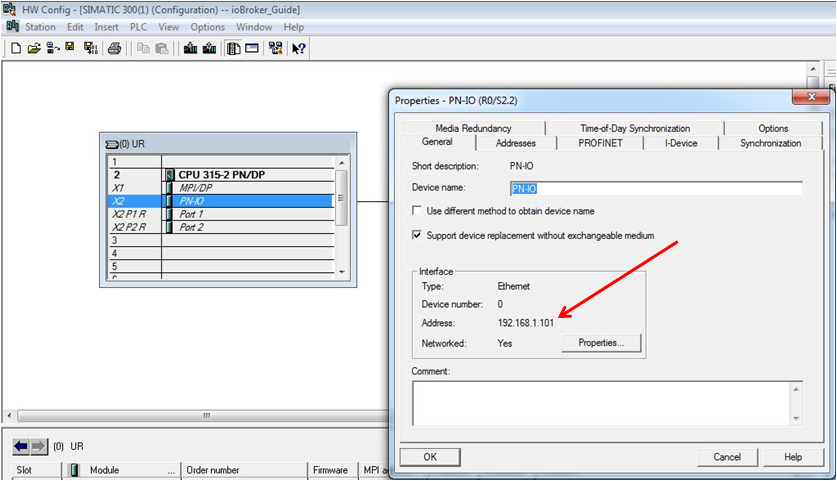 HW Config - [SIMATIC 300(1) (Configuration) -- ioBroker_Guide]
Station Edit Insert PLC View Options Window Help
(0) UR
1
2 CPU 315-2 PN/DP
X1 MPI/DP
X2 PN-IO
X2 P1 R Port 1
X2 P2 R Port 2
3
4
5
Properties - PN-IO (R0/S2.2)
Media Redundancy Time-of-Day Synchronization Options
General Addresses PROFINET I-Device Synchronization
Short description: PN-IO
Device name: PN-IO
Use different method to obtain device name
Support device replacement without exchangeable medium
Interface
Type: Ethernet
Device number: 0
Address: 192.168.1.101
Networked: Yes Properties...
Comment:
OK Cancel Help
(0) UR
Slot Module ... Order number Firmware MPI